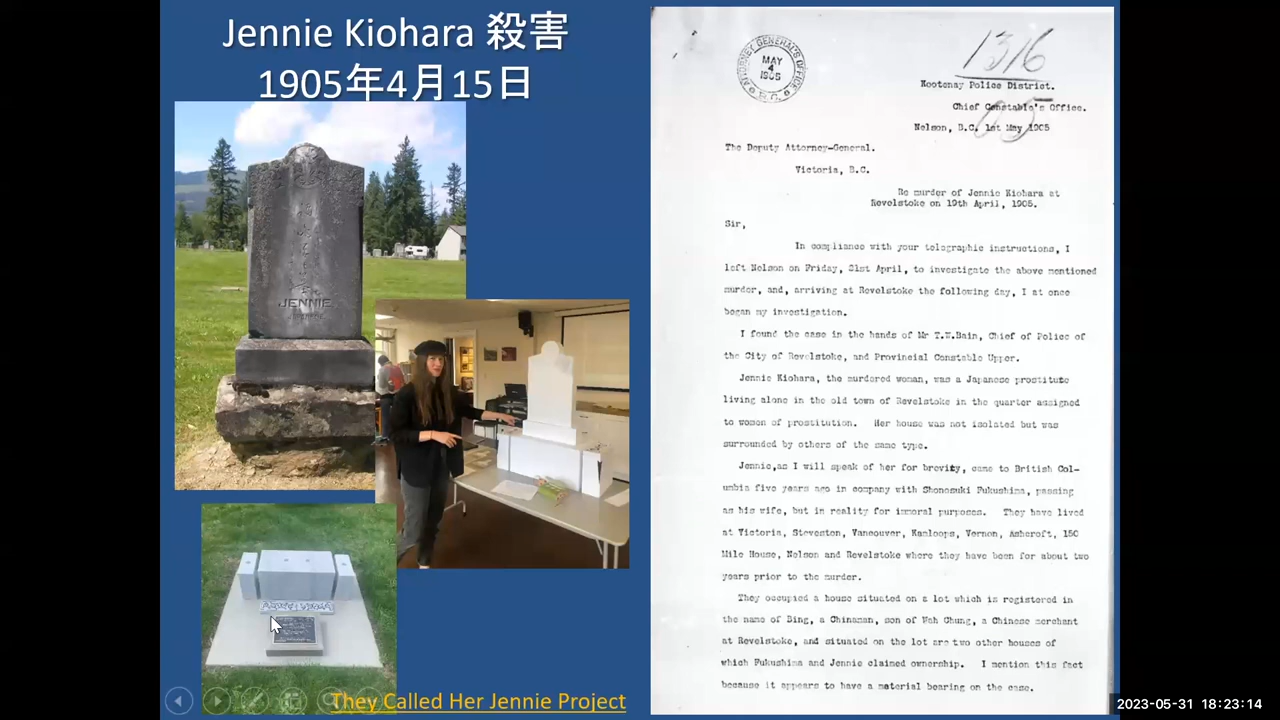 Jennie Kiohara 殺害
1905年4月15日
JENNIE
They Called Her Jennie Project
ATTORNEY GENERAL'S OFFICE
MAY
4
1905
B.C.
1316
05
Kootenay Police District.
Chief Constable's Office.
Nelson, B.C. 1st May 1905
The Deputy Attorney-General.
Victoria, B.C.
Re murder of Jennie Kiohara at
Revelstoke on 19th April, 1905.
Sir,
In compliance with your telegraphic instructions, I
left Nelson on Friday, 21st April, to investigate the above mentioned
murder, and, arriving at Revelstoke the following day, I at once
began my investigation.
I found the case in the hands of Mr T.W.Bain, Chief of Police of
the City of Revelstoke, and Provincial Constable Upper.
Jennie Kiohara, the murdered woman, was a Japanese prostitute
living alone in the old town of Revelstoke in the quarter assigned
to women of prostitution. Her house was not isolated but was
surrounded by others of the same type.
Jennie,as I will speak of her for brevity, came to British Col-
umbia five years ago in company with Shonosuki Fukushima, passing
as his wife, but in reality for immoral purposes. They have lived
at Victoria, Steveston, Vancouver, Kamloops, Vernon, Ashcroft, 150
Mile House, Nelson and Revelstoke where they have been for about two
years prior to the murder.
They occupied a house situated on a lot which is registered in
the name of Bing, a Chinaman, son of Wah Chung, a Chinese merchant
at Revelstoke, and situated on the lot are two other houses of
which Fukushima and Jennie claimed ownership. I mention this fact
because it appears to have a material bearing on the case.
2023-05-31 18:23:14